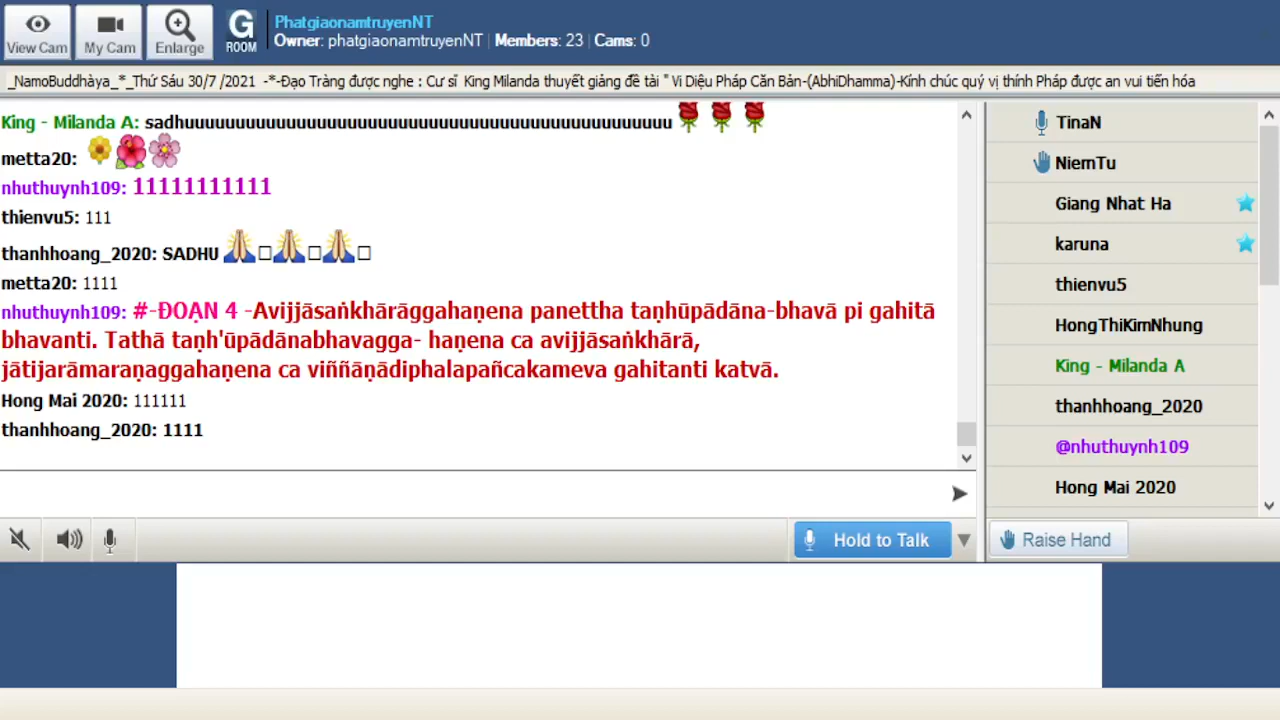 View Cam
My Cam
Enlarge
G ROOM
PhatgiaonamtruyenNT
Owner: phatgiaonamtruyenNT | Members: 23 | Cams: 0
_NamoBuddhàya_*_Thứ Sáu 30/7 /2021 -*-Đạo Tràng được nghe : Cư sĩ King Milanda thuyết giảng đề tài " Vi Diệu Pháp Căn Bản-(AbhiDhamma)-Kính chúc quý vị thính Pháp được an vui tiến hóa
King - Milanda A: sadhuuuuuuuuuuuuuuuuuuuuuuuuuuuuuuuuuuuuuuuuuuuuuuuu
metta20:
nhuthuynh109: 11111111111
thienvu5: 111
thanhhoang_2020: SADHU
metta20: 1111
nhuthuynh109: #-ĐOẠN 4 -Avijjāsaṅkhārāggahaṇena panettha taṇhūpādāna-bhavā pi gahitā
bhavanti. Tathā taṇh'ūpādānabhavagga- haṇena ca avijjāsaṅkhārā,
jātijarāmaraṇaggahaṇena ca viññāṇādiphalapañcakameva gahitanti katvā.
Hong Mai 2020: 111111
thanhhoang_2020: 1111
TinaN
NiemTu
Giang Nhat Ha
karuna
thienvu5
HongThiKimNhung
King - Milanda A
thanhhoang_2020
@nhuthuynh109
Hong Mai 2020
Hold to Talk
Raise Hand